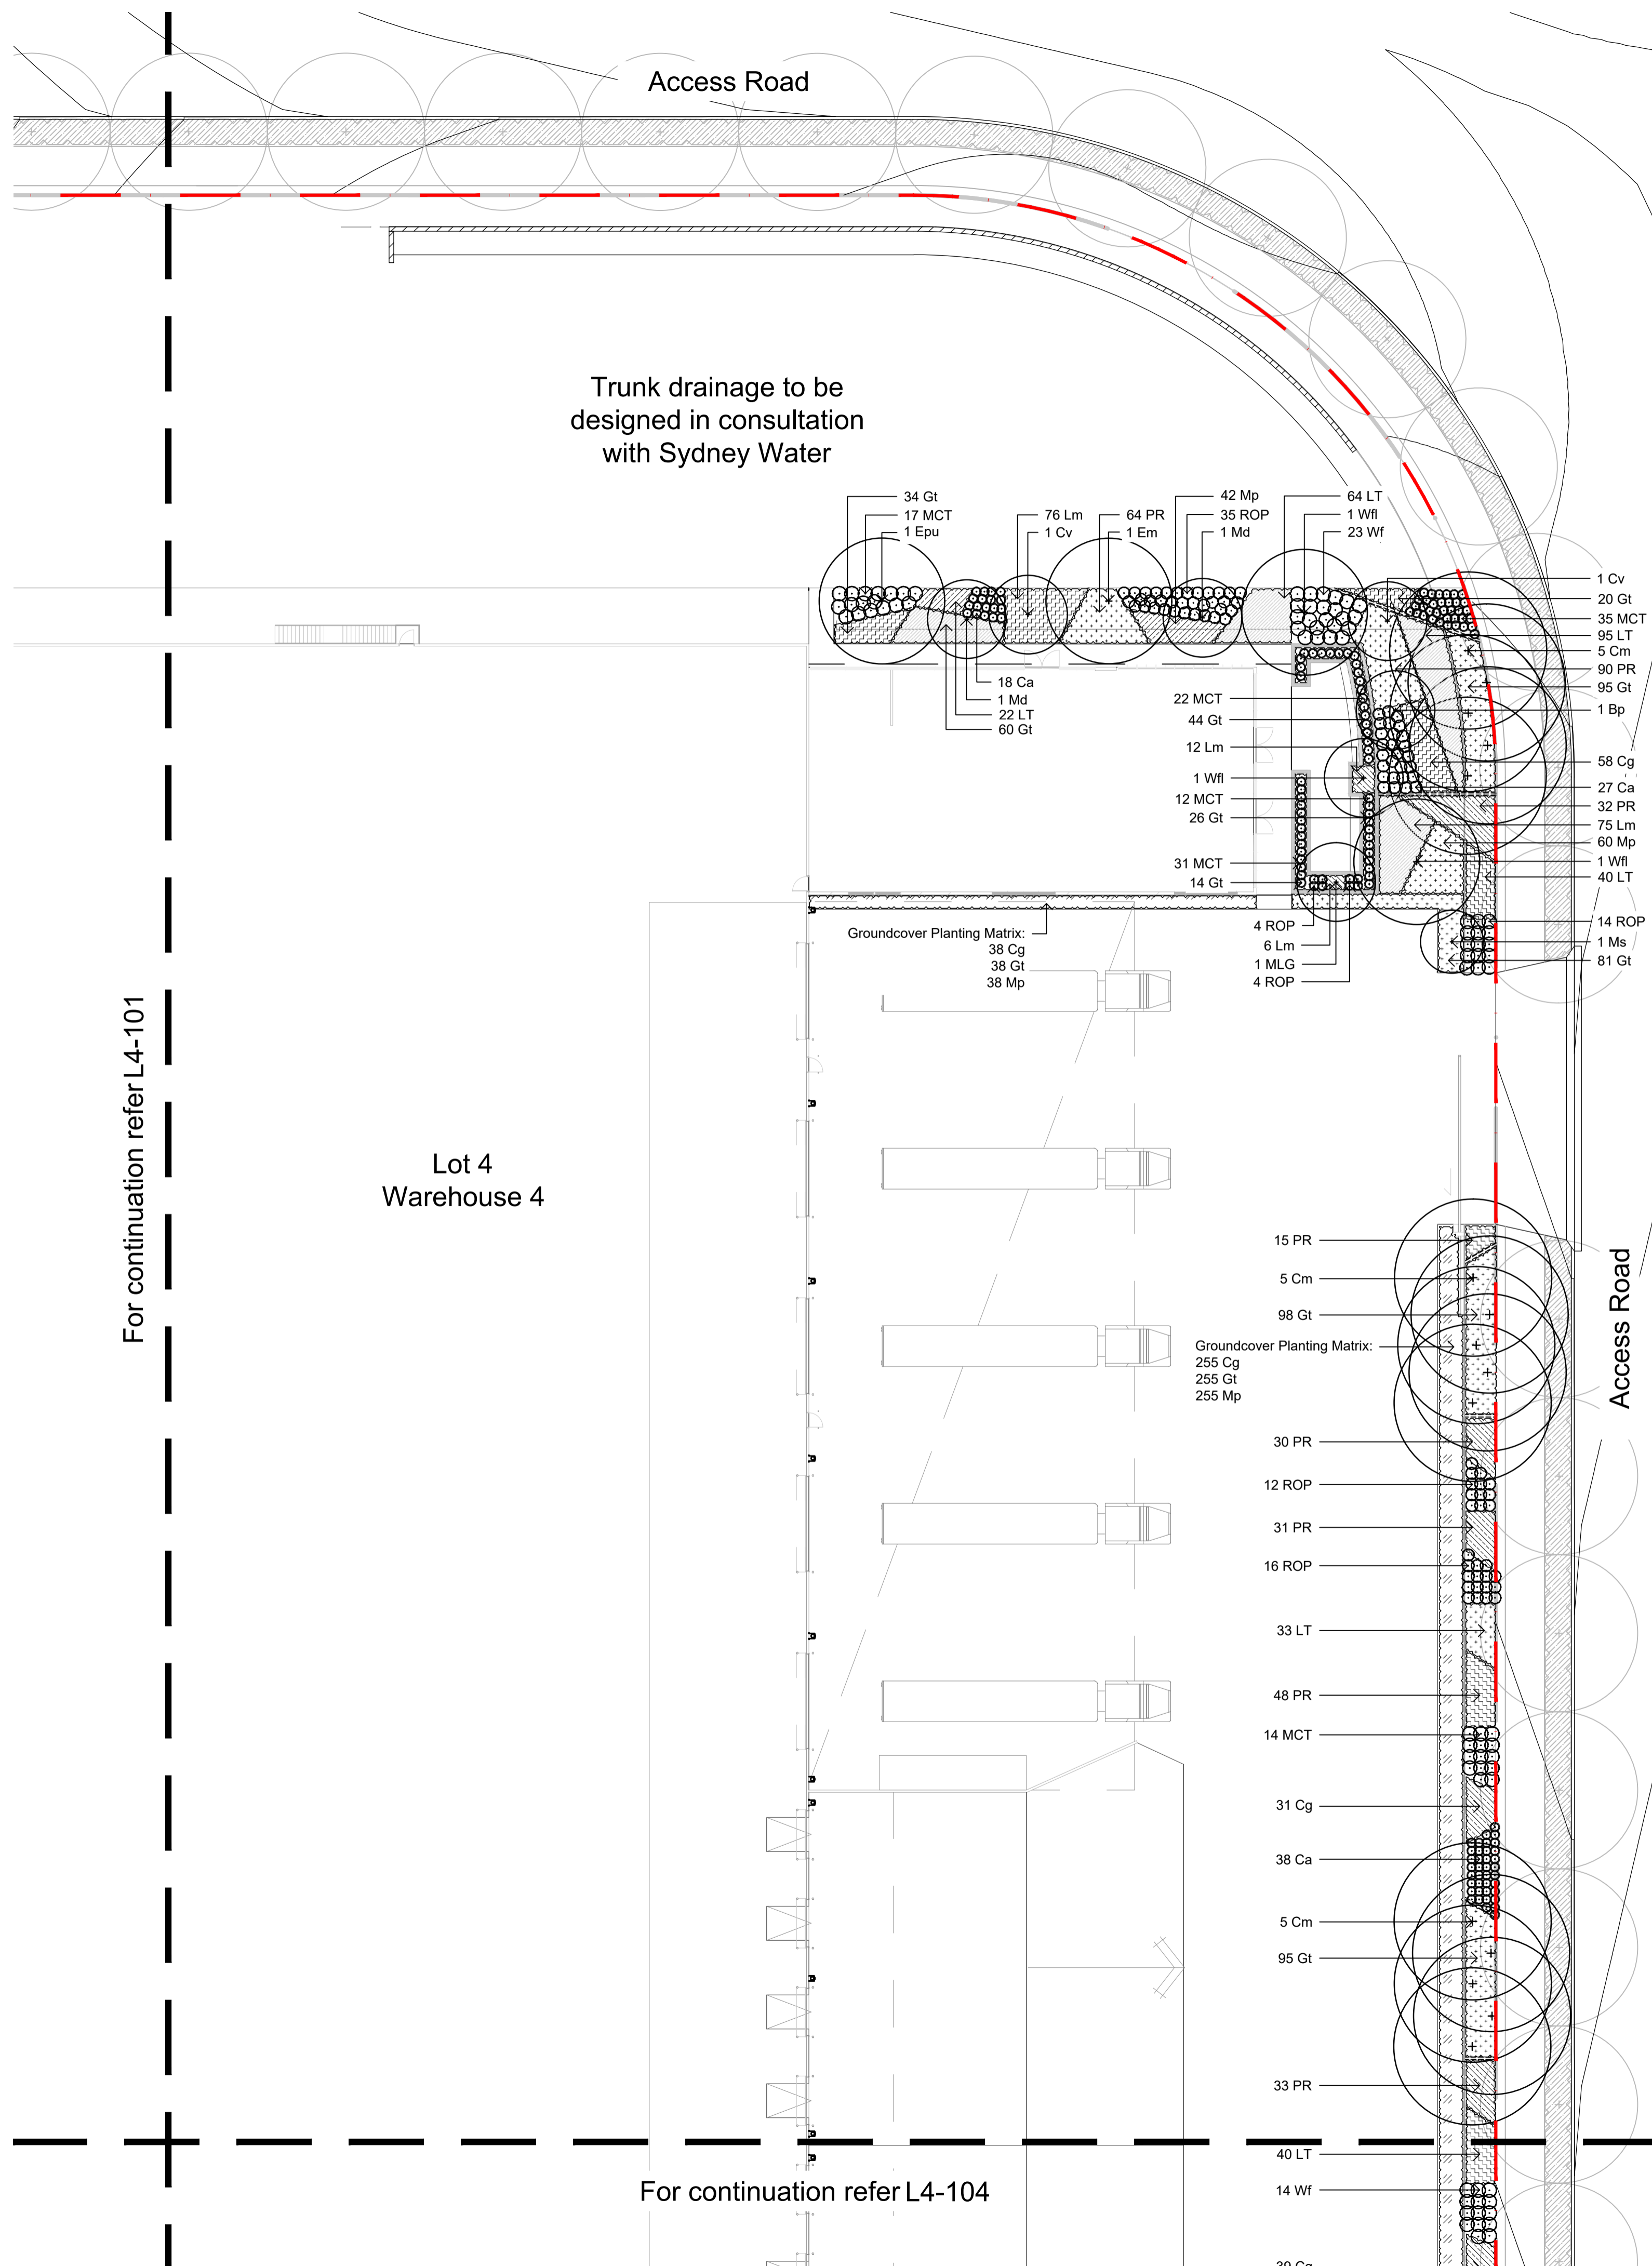 Access Road
Trunk drainage to be
designed in consultation
with Sydney Water
34 Gt
17 MCT
1 Epu
76 Lm
1 Cv
64 PR
1 Em
42 Mp
35 ROP
1 Md
64 LT
1 Wfl
23 Wf
1 Cv
20 Gt
35 MCT
95 LT
5 Cm
90 PR
95 Gt
1 Bp
58 Cg
27 Ca
32 PR
75 Lm
60 Mp
1 Wfl
40 LT
14 ROP
1 Ms
81 Gt
18 Ca
1 Md
22 LT
60 Gt
22 MCT
44 Gt
12 Lm
1 Wfl
12 MCT
26 Gt
31 MCT
14 Gt
4 ROP
6 Lm
1 MLG
4 ROP
Groundcover Planting Matrix:
38 Cg
38 Gt
38 Mp
For continuation refer L4-101
Lot 4
Warehouse 4
15 PR
5 Cm
98 Gt
Groundcover Planting Matrix:
255 Cg
255 Gt
255 Mp
Access Road
30 PR
12 ROP
31 PR
16 ROP
33 LT
48 PR
14 MCT
31 Cg
38 Ca
5 Cm
95 Gt
33 PR
40 LT
For continuation refer L4-104
14 Wf